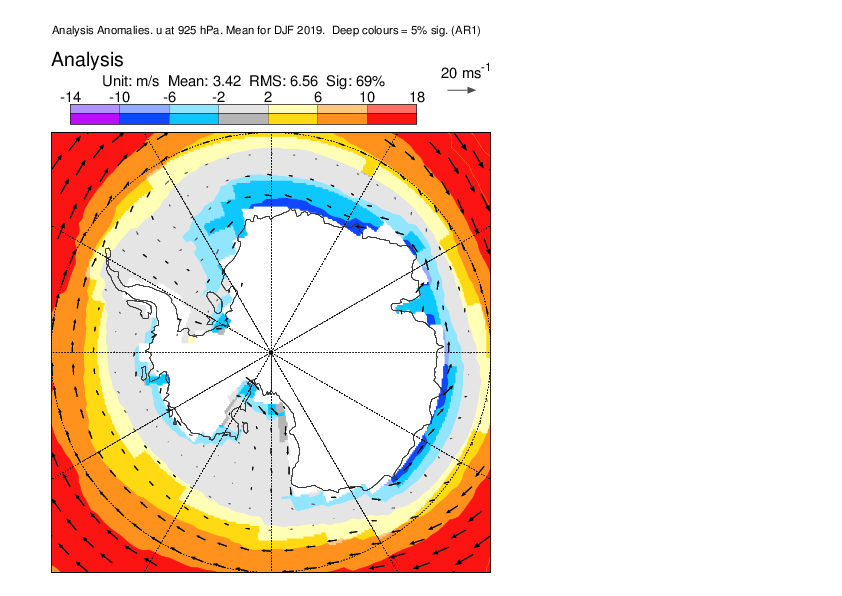 Analysis Anomalies. u at 925 hPa. Mean for DJF 2019.  Deep colours = 5% sig. (AR1)
Analysis
20 ms-1
Unit: m/s  Mean: 3.42  RMS: 6.56  Sig: 69%
-14 -10 -6 -2 2 6 10 18